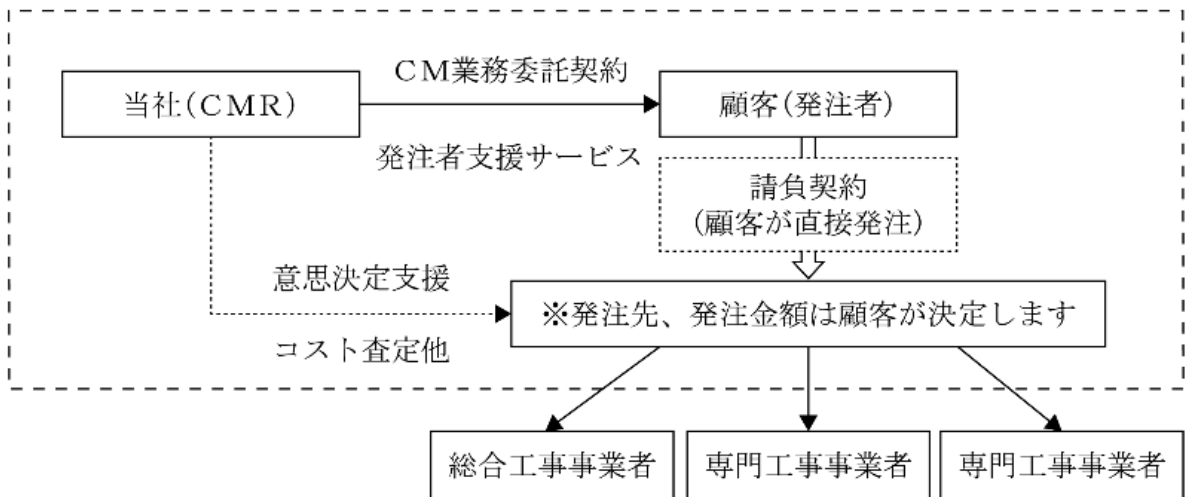 CM業務委託契約
当社(CMR)
顧客(発注者)
発注者支援サービス
請負契約
(顧客が直接発注)
意思決定支援
※発注先、発注金額は顧客が決定します
コスト査定他
総合工事事業者
専門工事事業者
専門工事事業者